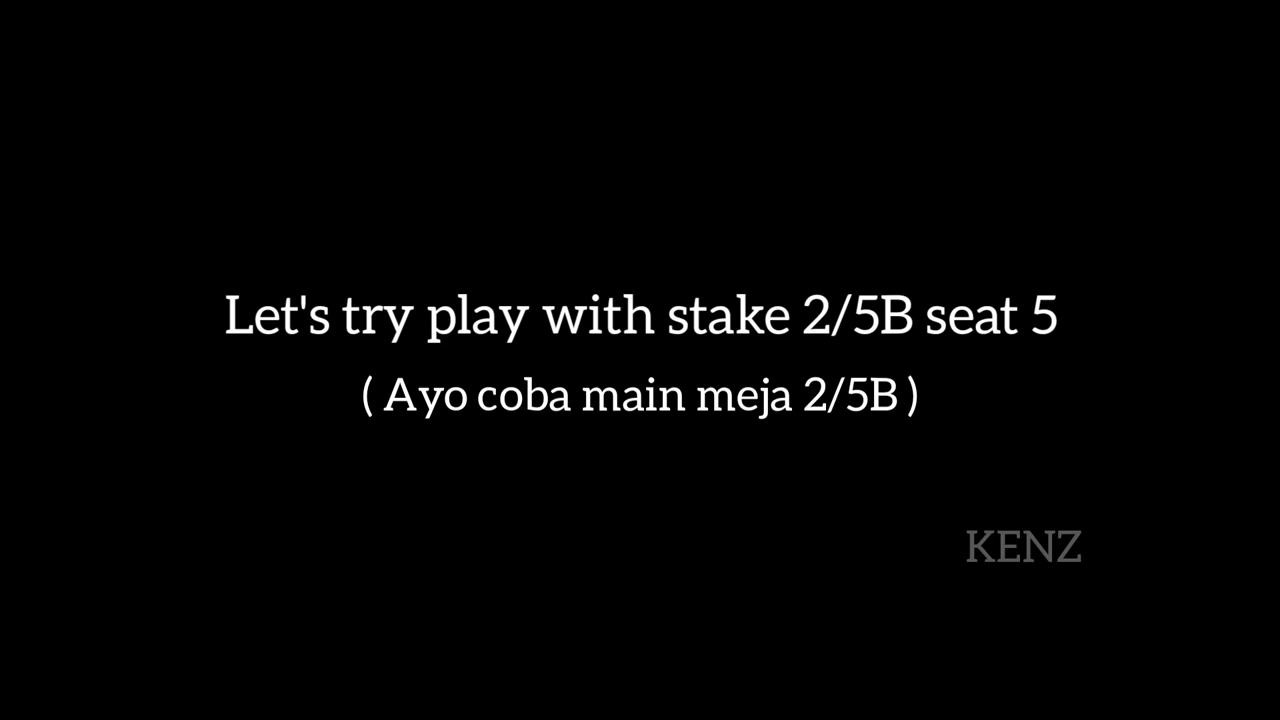 Let's try play with stake 2/5B seat 5
( Ayo coba main meja 2/5B )
KENZ